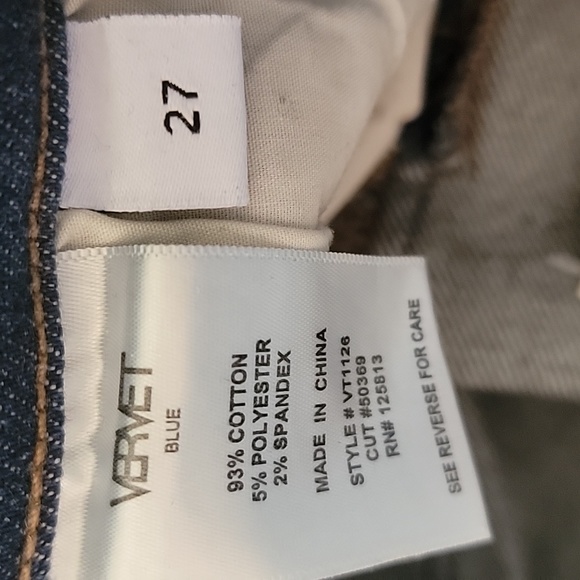 27
VERVET
BLUE
93% COTTON
5% POLYESTER
2% SPANDEX
MADE IN CHINA
STYLE # VT1126
CUT #50369
RN# 125813
SEE REVERSE FOR CARE